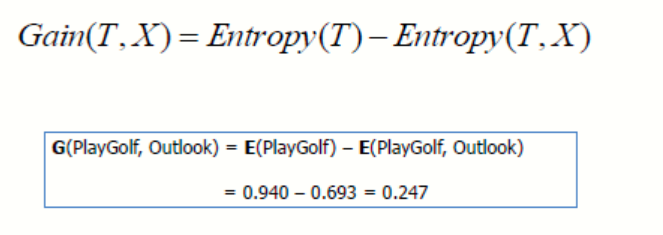 Gain(T, X) = Entropy(T) – Entropy(T, X)
G(PlayGolf, Outlook) = E(PlayGolf) – E(PlayGolf, Outlook)
= 0.940 – 0.693 = 0.247